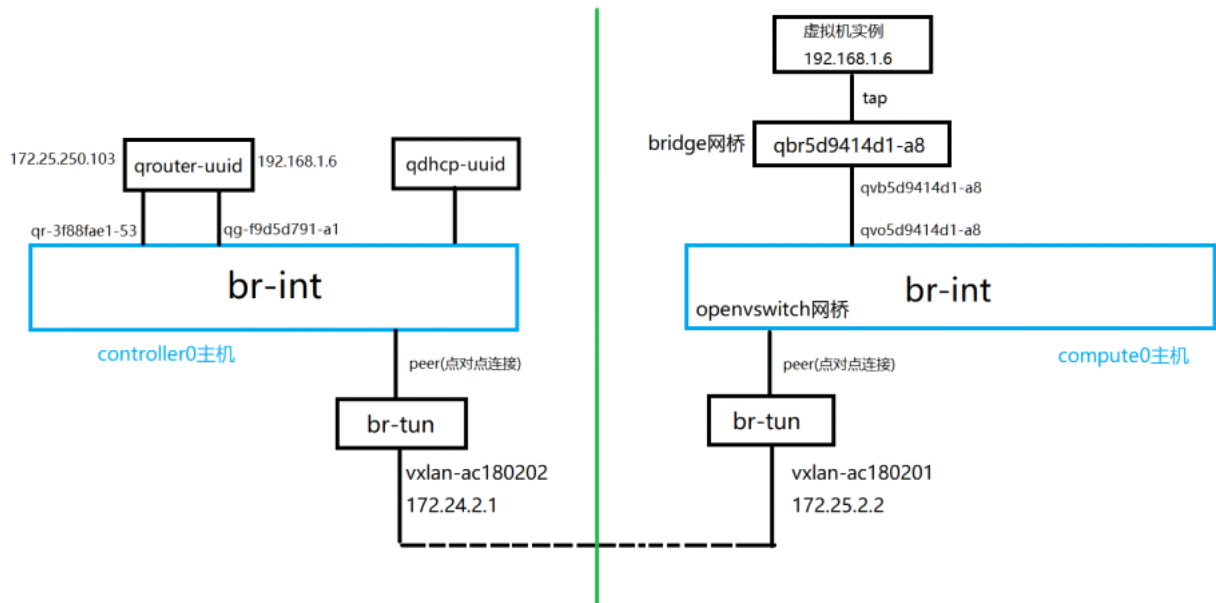 172.25.250.103
qrouter-uuid
192.168.1.6
qdhcp-uuid
qr-3f88fae1-53
qg-f9d5d791-a1
br-int
controller0主机
peer(点对点连接)
br-tun
vxlan-ac180202
172.24.2.1
虚拟机实例
192.168.1.6
tap
bridge网桥
qbr5d9414d1-a8
qvb5d9414d1-a8
qvo5d9414d1-a8
br-int
openvswitch网桥
compute0主机
peer(点对点连接)
br-tun
vxlan-ac180201
172.25.2.2